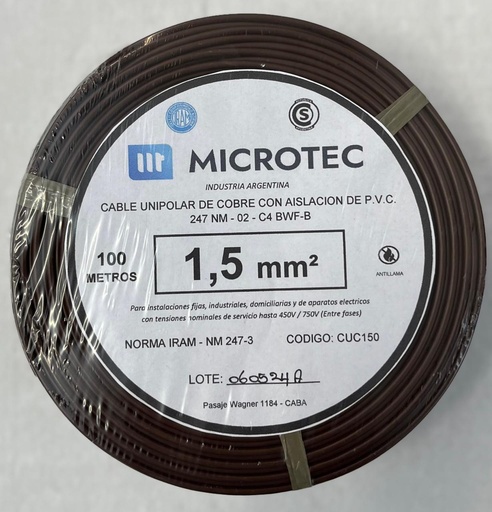 IRAM
S
m
MICROTEC
INDUSTRIA ARGENTINA
CABLE UNIPOLAR DE COBRE CON AISLACION DE P.V.C.
247 NM - 02 - C4 BWF-B
100
METROS
1,5 mm²
ANTILLAMA
Para instalaciones fijas, industriales, domiciliarias y de aparatos electricos
con tensiones nominales de servicio hasta 450V / 750V (Entre fases)
NORMA IRAM - NM 247-3
CODIGO: CUC150
LOTE: 060524A
Pasaje Wagner 1184 - CABA